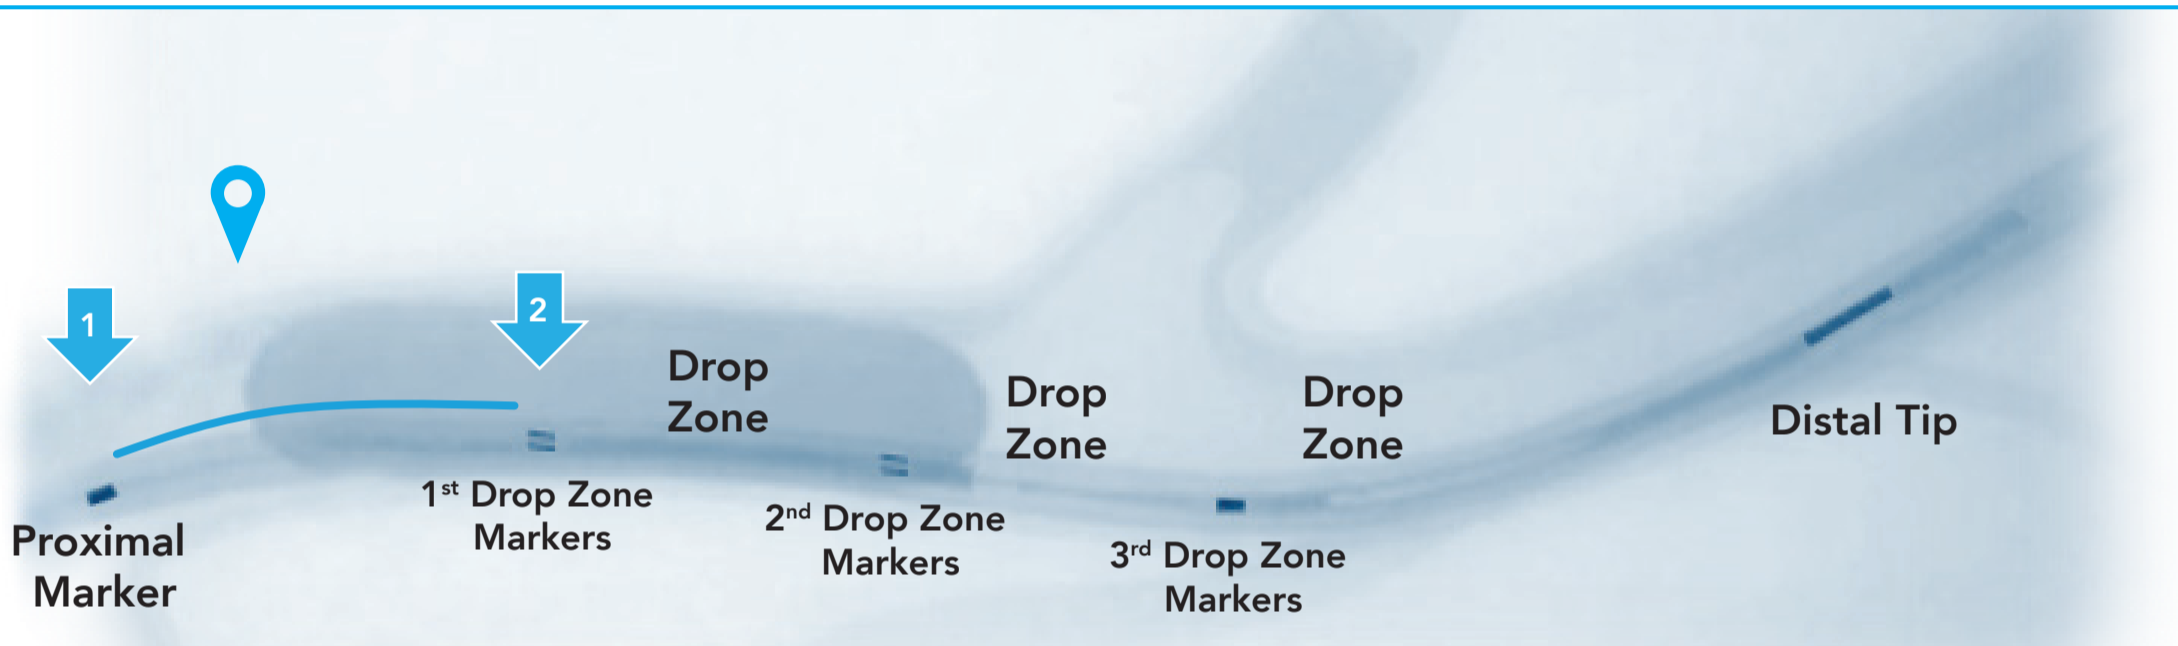 1
2
Drop
Zone
Drop
Zone
Drop
Zone
Distal Tip
1st Drop Zone
Markers
2nd Drop Zone
Markers
3rd Drop Zone
Markers
Proximal
Marker